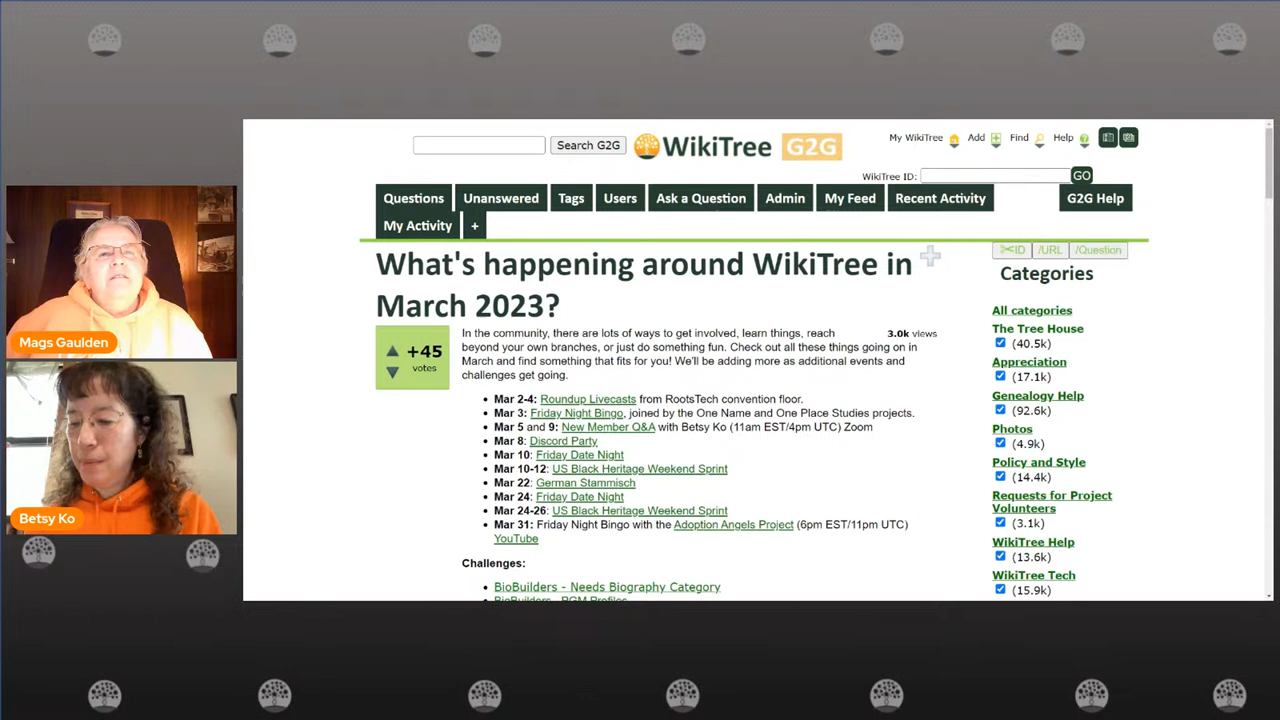 Search G2G
WikiTree G2G
My WikiTree Add Find Help
WikiTree ID: GO
Questions Unanswered Tags Users Ask a Question Admin My Feed Recent Activity G2G Help
My Activity +
What's happening around WikiTree in
March 2023?
+45
votes
In the community, there are lots of ways to get involved, learn things, reach
beyond your own branches, or just do something fun. Check out all these things going on in
March and find something that fits for you! We'll be adding more as additional events and
challenges get going.
3.0k views
• Mar 2-4: Roundup Livecasts from RootsTech convention floor.
• Mar 3: Friday Night Bingo, joined by the One Name and One Place Studies projects.
• Mar 5 and 9: New Member Q&A with Betsy Ko (11am EST/4pm UTC) Zoom
• Mar 8: Discord Party
• Mar 10: Friday Date Night
• Mar 10-12: US Black Heritage Weekend Sprint
• Mar 22: German Stammisch
• Mar 24: Friday Date Night
• Mar 24-26: US Black Heritage Weekend Sprint
• Mar 31: Friday Night Bingo with the Adoption Angels Project (6pm EST/11pm UTC)
YouTube
Challenges:
• BioBuilders - Needs Biography Category
• BioBuilders - PGM Profiles
ID /URL /Question
Categories
All categories
The Tree House
(40.5k)
Appreciation
(17.1k)
Genealogy Help
(92.6k)
Photos
(4.9k)
Policy and Style
(14.4k)
Requests for Project
Volunteers
(3.1k)
WikiTree Help
(13.6k)
WikiTree Tech
(15.9k)
Mags Gaulden
Betsy Ko